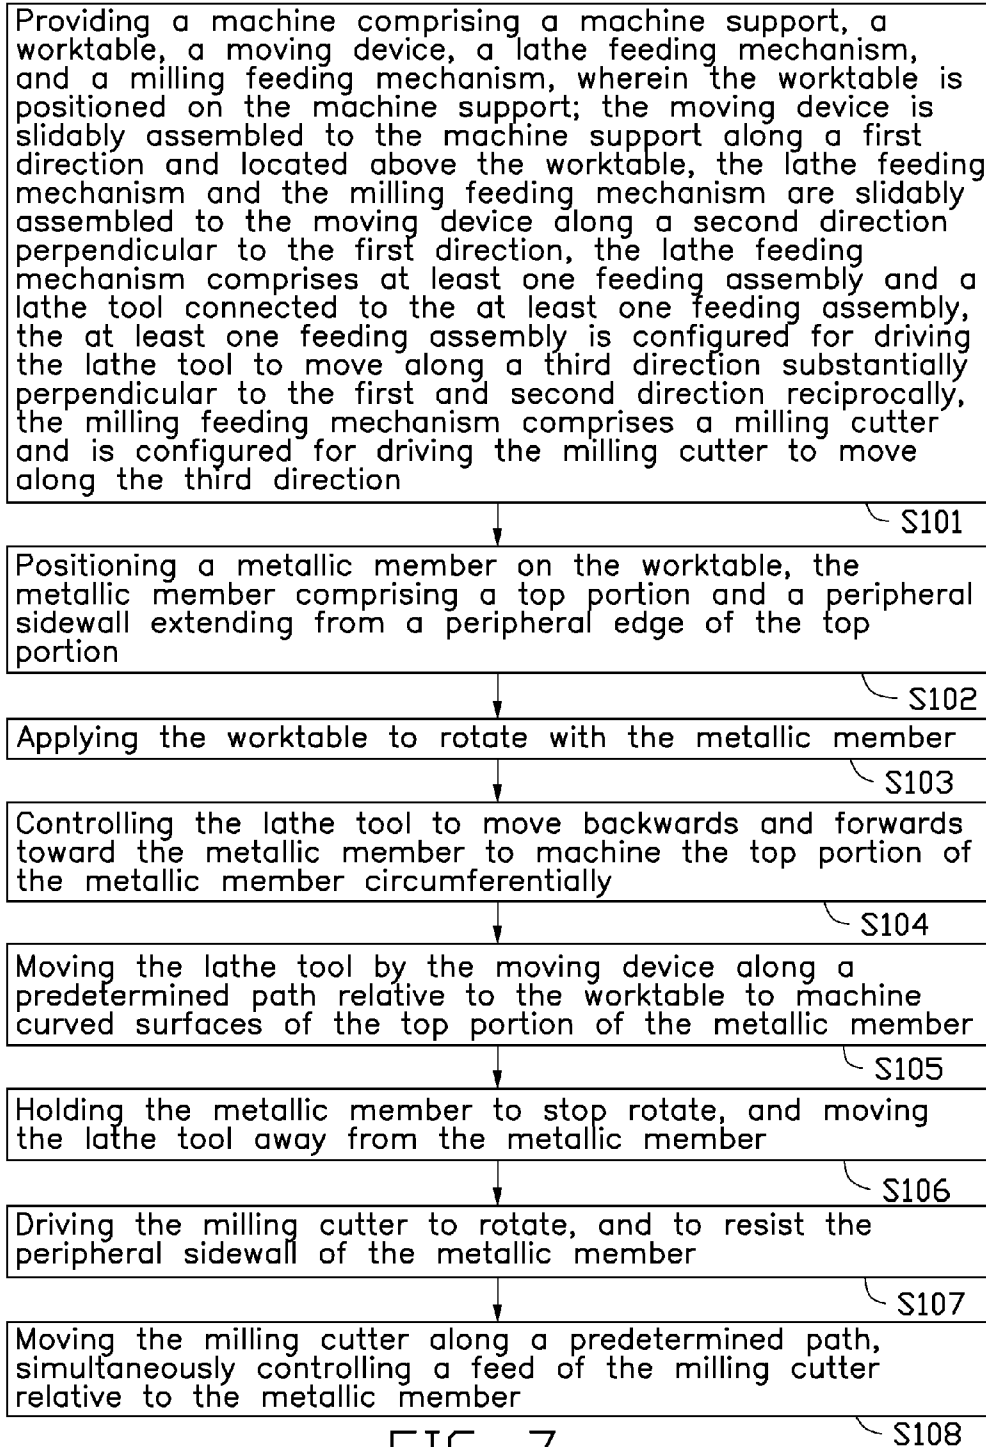 Providing a machine comprising a machine support, a
worktable, a moving device, a lathe feeding mechanism,
and a milling feeding mechanism, wherein the worktable is
positioned on the machine support; the moving device is
slidably assembled to the machine support along a first
direction and located above the worktable, the lathe feeding
mechanism and the milling feeding mechanism are slidably
assembled to the moving device along a second direction
perpendicular to the first direction, the lathe feeding
mechanism comprises at least one feeding assembly and a
lathe tool connected to the at least one feeding assembly,
the at least one feeding assembly is configured for driving
the lathe tool to move along a third direction substantially
perpendicular to the first and second direction reciprocally,
the milling feeding mechanism comprises a milling cutter
and is configured for driving the milling cutter to move
along the third direction
S101
Positioning a metallic member on the worktable, the
metallic member comprising a top portion and a peripheral
sidewall extending from a peripheral edge of the top
portion
S102
Applying the worktable to rotate with the metallic member
S103
Controlling the lathe tool to move backwards and forwards
toward the metallic member to machine the top portion of
the metallic member circumferentially
S104
Moving the lathe tool by the moving device along a
predetermined path relative to the worktable to machine
curved surfaces of the top portion of the metallic member
S105
Holding the metallic member to stop rotate, and moving
the lathe tool away from the metallic member
S106
Driving the milling cutter to rotate, and to resist the
peripheral sidewall of the metallic member
S107
Moving the milling cutter along a predetermined path,
simultaneously controlling a feed of the milling cutter
relative to the metallic member
S108